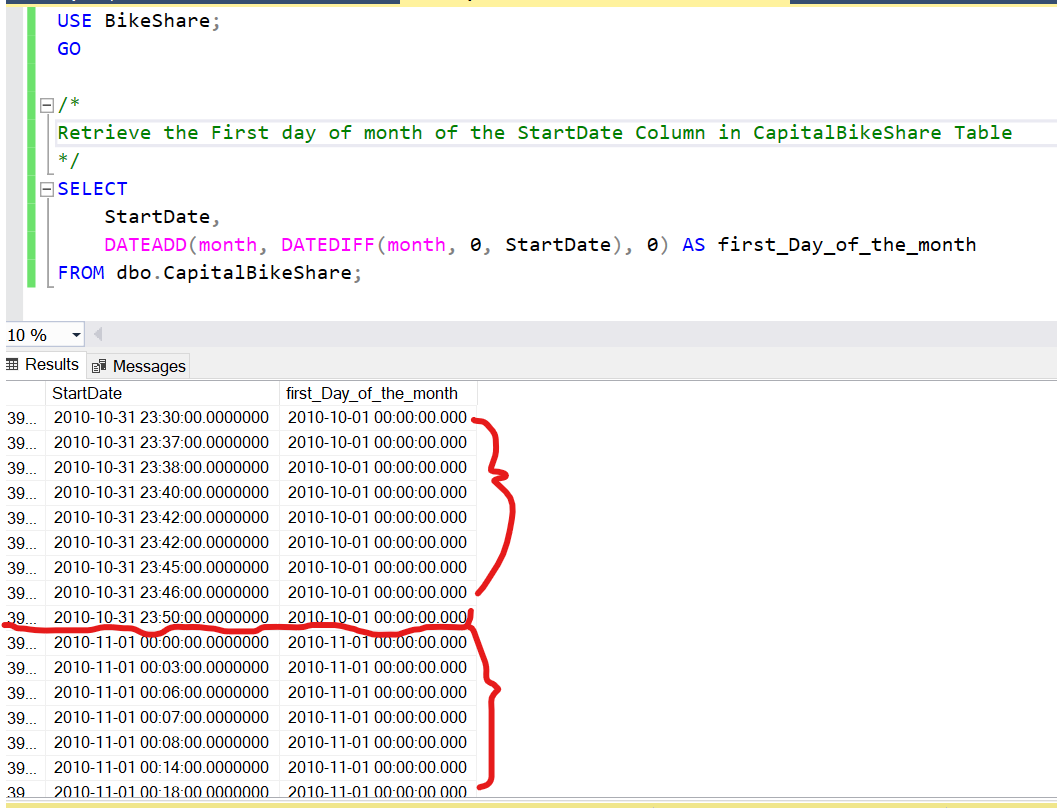 USE BikeShare;
GO
/*
Retrieve the First day of month of the StartDate Column in CapitalBikeShare Table
*/
SELECT
StartDate,
DATEADD(month, DATEDIFF(month, 0, StartDate), 0) AS first_Day_of_the_month
FROM dbo.CapitalBikeShare;
10 %
Results Messages
StartDate first_Day_of_the_month
39... 2010-10-31 23:30:00.0000000 2010-10-01 00:00:00.000
39... 2010-10-31 23:37:00.0000000 2010-10-01 00:00:00.000
39... 2010-10-31 23:38:00.0000000 2010-10-01 00:00:00.000
39... 2010-10-31 23:40:00.0000000 2010-10-01 00:00:00.000
39... 2010-10-31 23:42:00.0000000 2010-10-01 00:00:00.000
39... 2010-10-31 23:42:00.0000000 2010-10-01 00:00:00.000
39... 2010-10-31 23:45:00.0000000 2010-10-01 00:00:00.000
39... 2010-10-31 23:46:00.0000000 2010-10-01 00:00:00.000
39... 2010-10-31 23:50:00.0000000 2010-10-01 00:00:00.000
39... 2010-11-01 00:00:00.0000000 2010-11-01 00:00:00.000
39... 2010-11-01 00:03:00.0000000 2010-11-01 00:00:00.000
39... 2010-11-01 00:06:00.0000000 2010-11-01 00:00:00.000
39... 2010-11-01 00:07:00.0000000 2010-11-01 00:00:00.000
39... 2010-11-01 00:08:00.0000000 2010-11-01 00:00:00.000
39... 2010-11-01 00:14:00.0000000 2010-11-01 00:00:00.000
39... 2010-11-01 00:18:00.0000000 2010-11-01 00:00:00.000